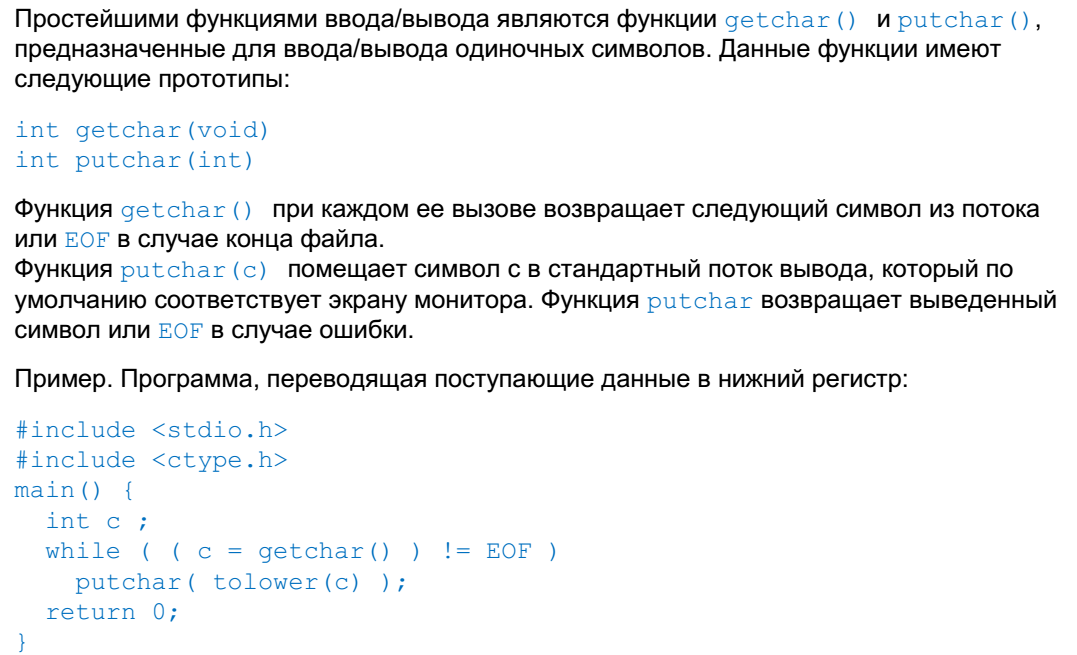 Простейшими функциями ввода/вывода являются функции getchar() и putchar(),
предназначенные для ввода/вывода одиночных символов. Данные функции имеют
следующие прототипы:
int getchar(void)
int putchar(int)
Функция getchar() при каждом ее вызове возвращает следующий символ из потока
или EOF в случае конца файла.
Функция putchar(c) помещает символ с в стандартный поток вывода, который по
умолчанию соответствует экрану монитора. Функция putchar возвращает выведенный
символ или EOF в случае ошибки.
Пример. Программа, переводящая поступающие данные в нижний регистр:
#include <stdio.h>
#include <ctype.h>
main() {
  int c ;
  while ( ( c = getchar() ) != EOF )
    putchar( tolower(c) );
  return 0;
}